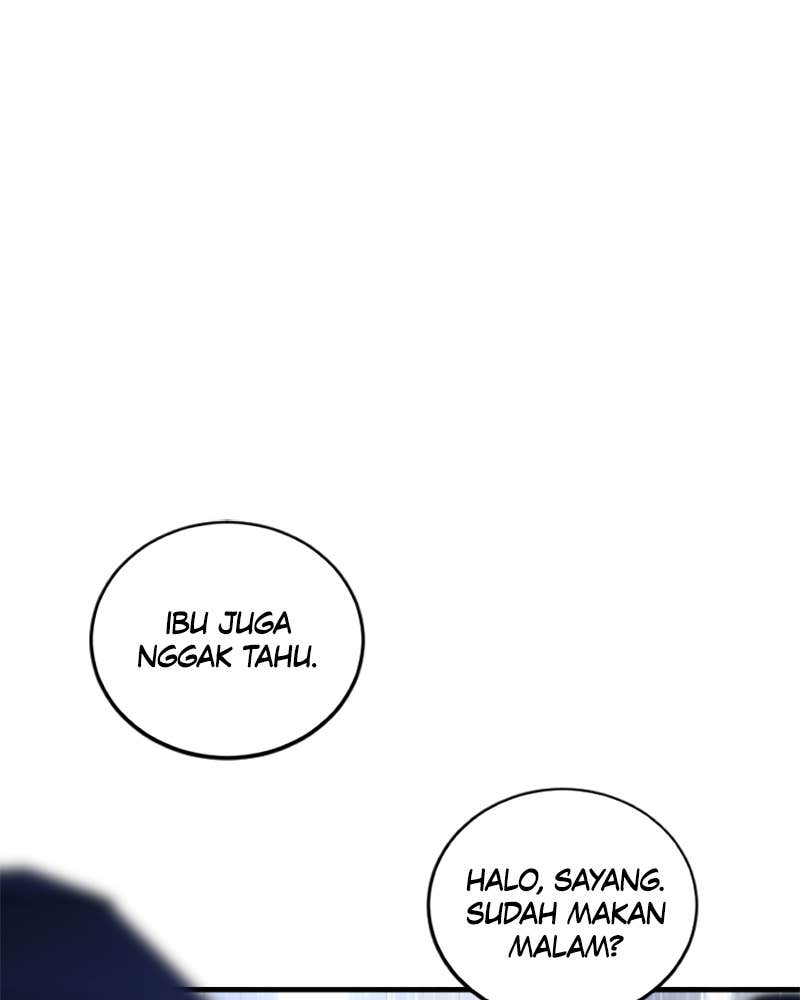 IBU JUGA
NGGAK TAHU.
HALO, SAYANG.
SUDAH MAKAN
MALAM?